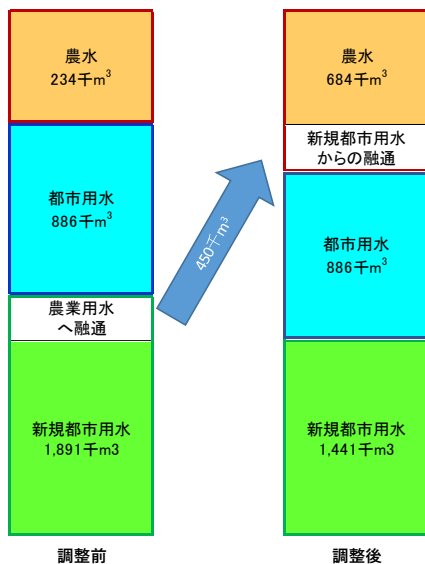 農水
234千m³
都市用水
886千m³
農業用水
へ融通
新規都市用水
1,891千m3
調整前
450千m³
農水
684千m³
新規都市用水
からの融通
都市用水
886千m³
新規都市用水
1,441千m3
調整後